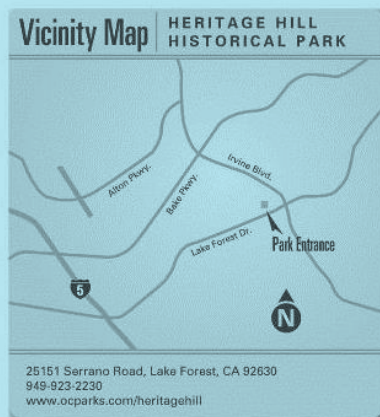 Vicinity Map
HERITAGE HILL
HISTORICAL PARK
Irvine Blvd.
Alton Pkwy.
Bake Pkwy.
Lake Forest Dr.
Park Entrance
5
N
25151 Serrano Road, Lake Forest, CA 92630
949-923-2230
www.ocparks.com/heritagehill